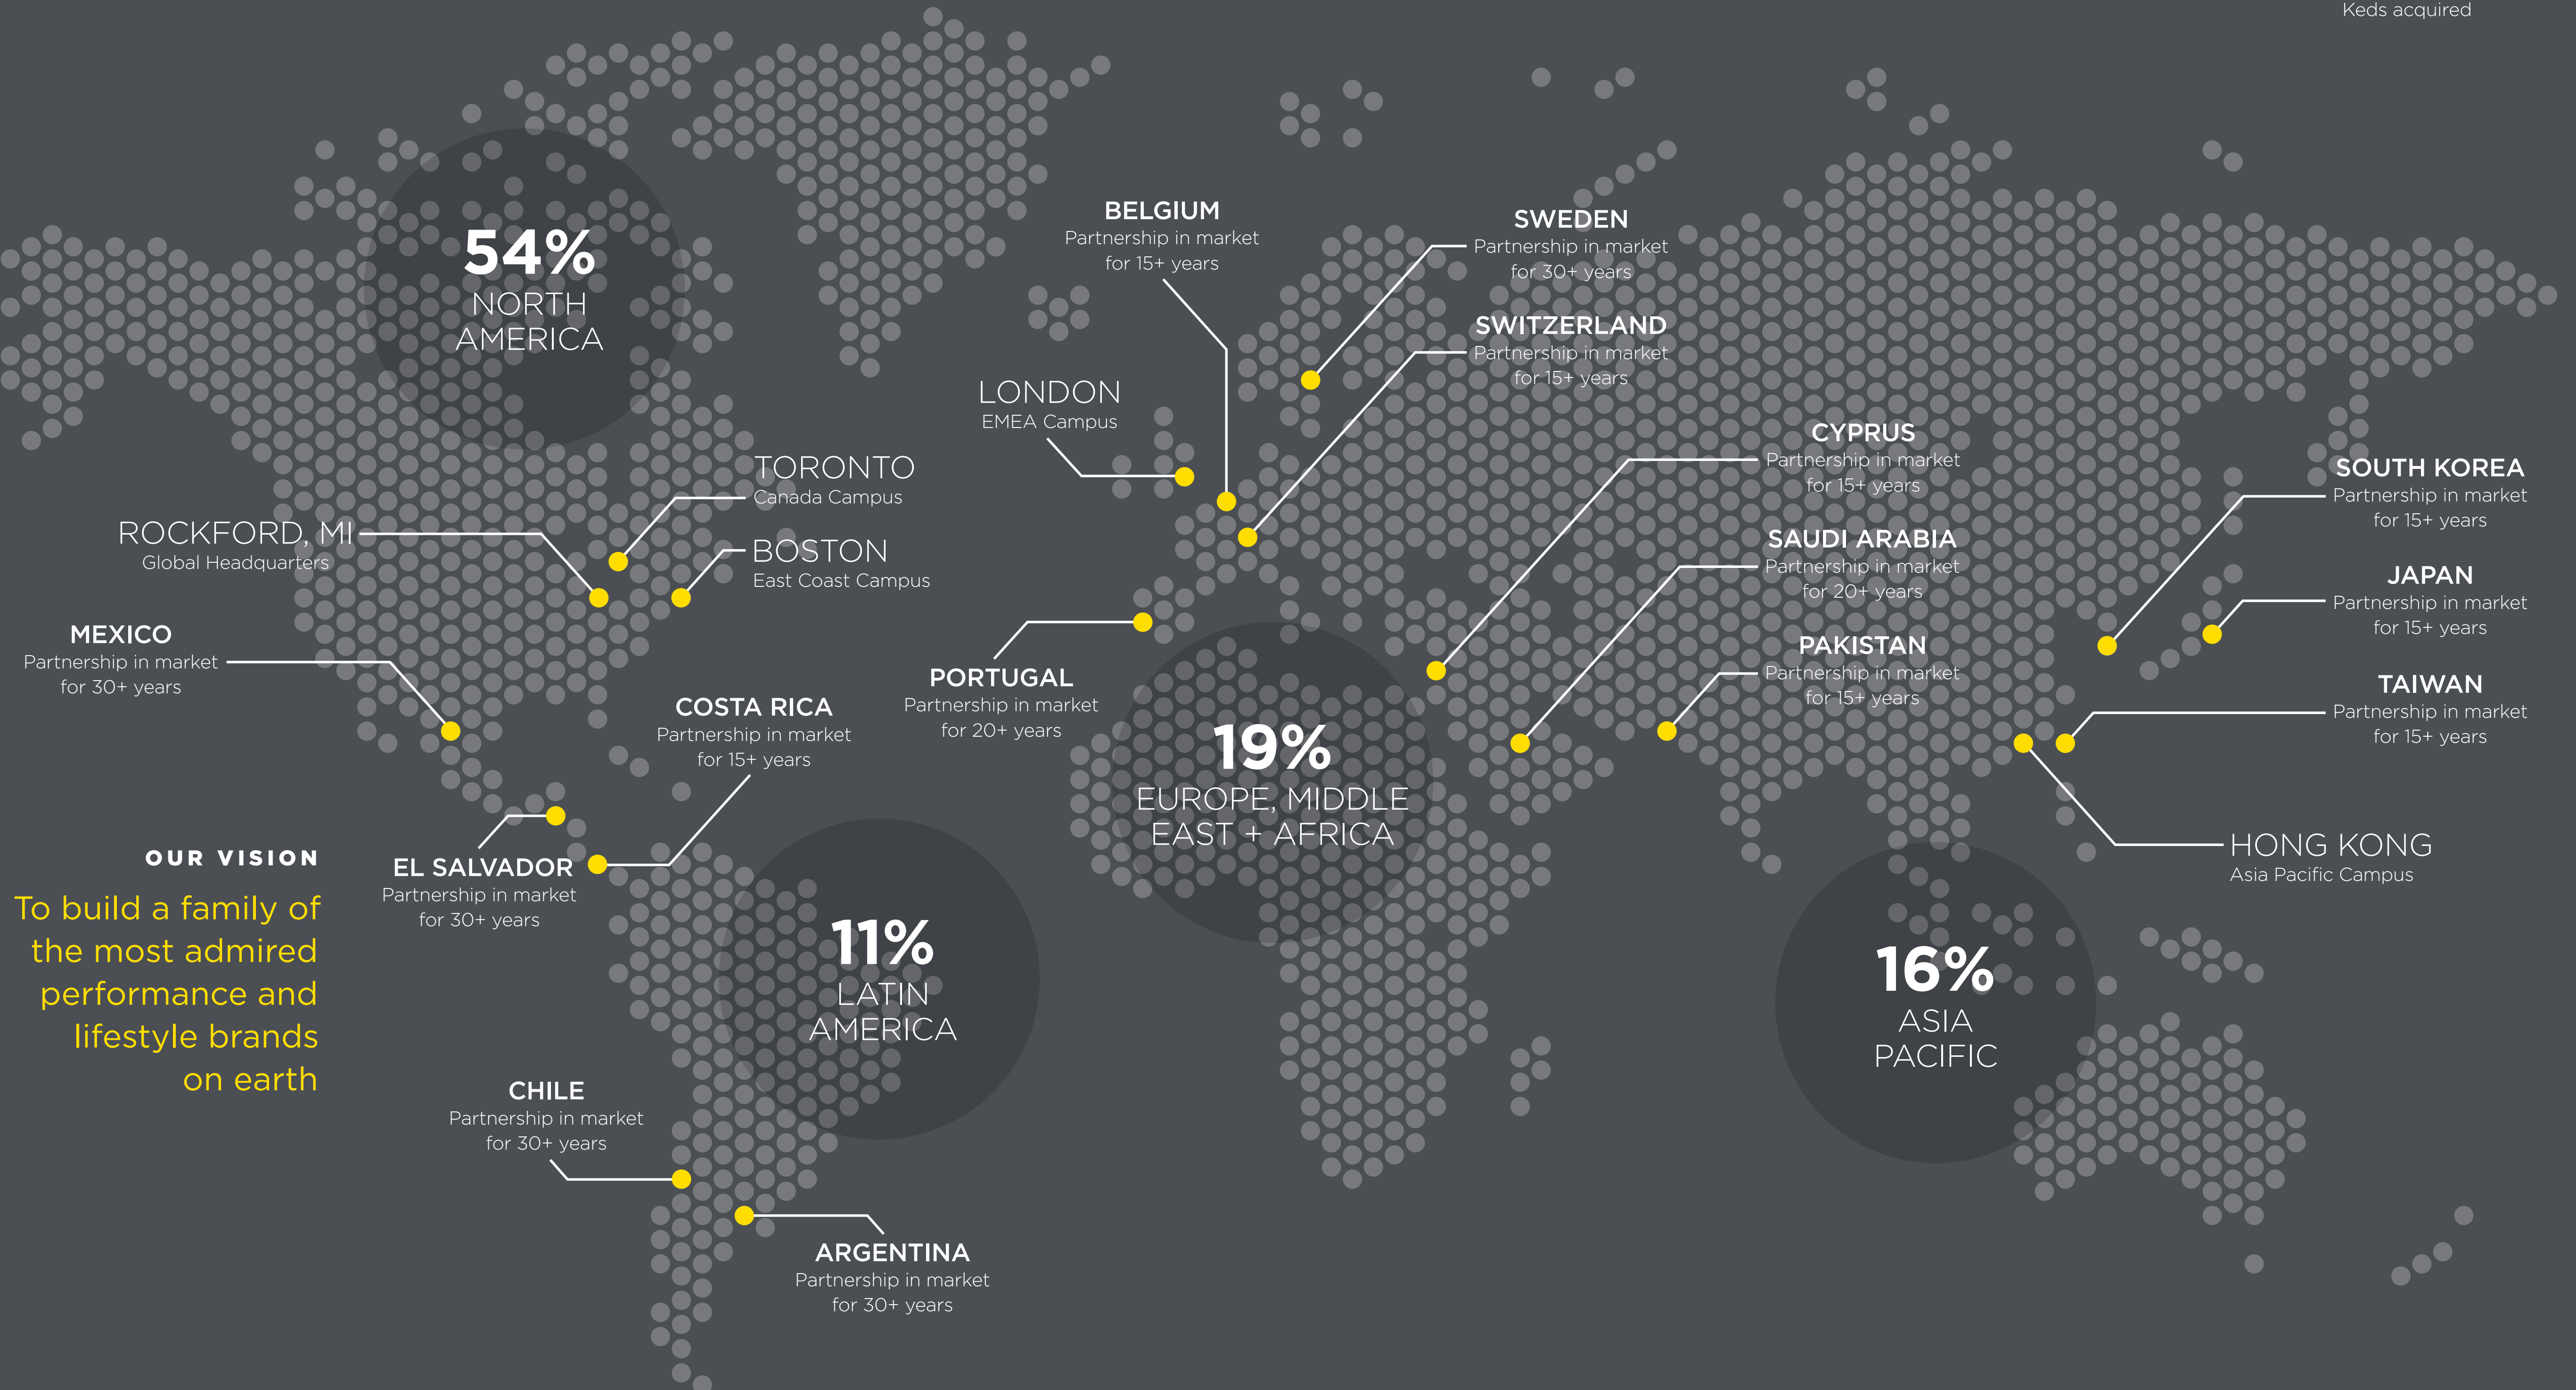 Keds acquired
54%
NORTH
AMERICA
BELGIUM
Partnership in market
for 15+ years
SWEDEN
Partnership in market
for 30+ years
SWITZERLAND
Partnership in market
for 15+ years
LONDON
EMEA Campus
TORONTO
Canada Campus
ROCKFORD, MI
Global Headquarters
BOSTON
East Coast Campus
CYPRUS
Partnership in market
for 15+ years
SOUTH KOREA
Partnership in market
for 15+ years
SAUDI ARABIA
Partnership in market
for 20+ years
JAPAN
Partnership in market
for 15+ years
MEXICO
Partnership in market
for 30+ years
PORTUGAL
Partnership in market
for 20+ years
PAKISTAN
Partnership in market
for 15+ years
TAIWAN
Partnership in market
for 15+ years
COSTA RICA
Partnership in market
for 15+ years
19%
EUROPE, MIDDLE
EAST + AFRICA
HONG KONG
Asia Pacific Campus
OUR VISION
To build a family of
the most admired
performance and
lifestyle brands
on earth
EL SALVADOR
Partnership in market
for 30+ years
11%
LATIN
AMERICA
16%
ASIA
PACIFIC
CHILE
Partnership in market
for 30+ years
ARGENTINA
Partnership in market
for 30+ years